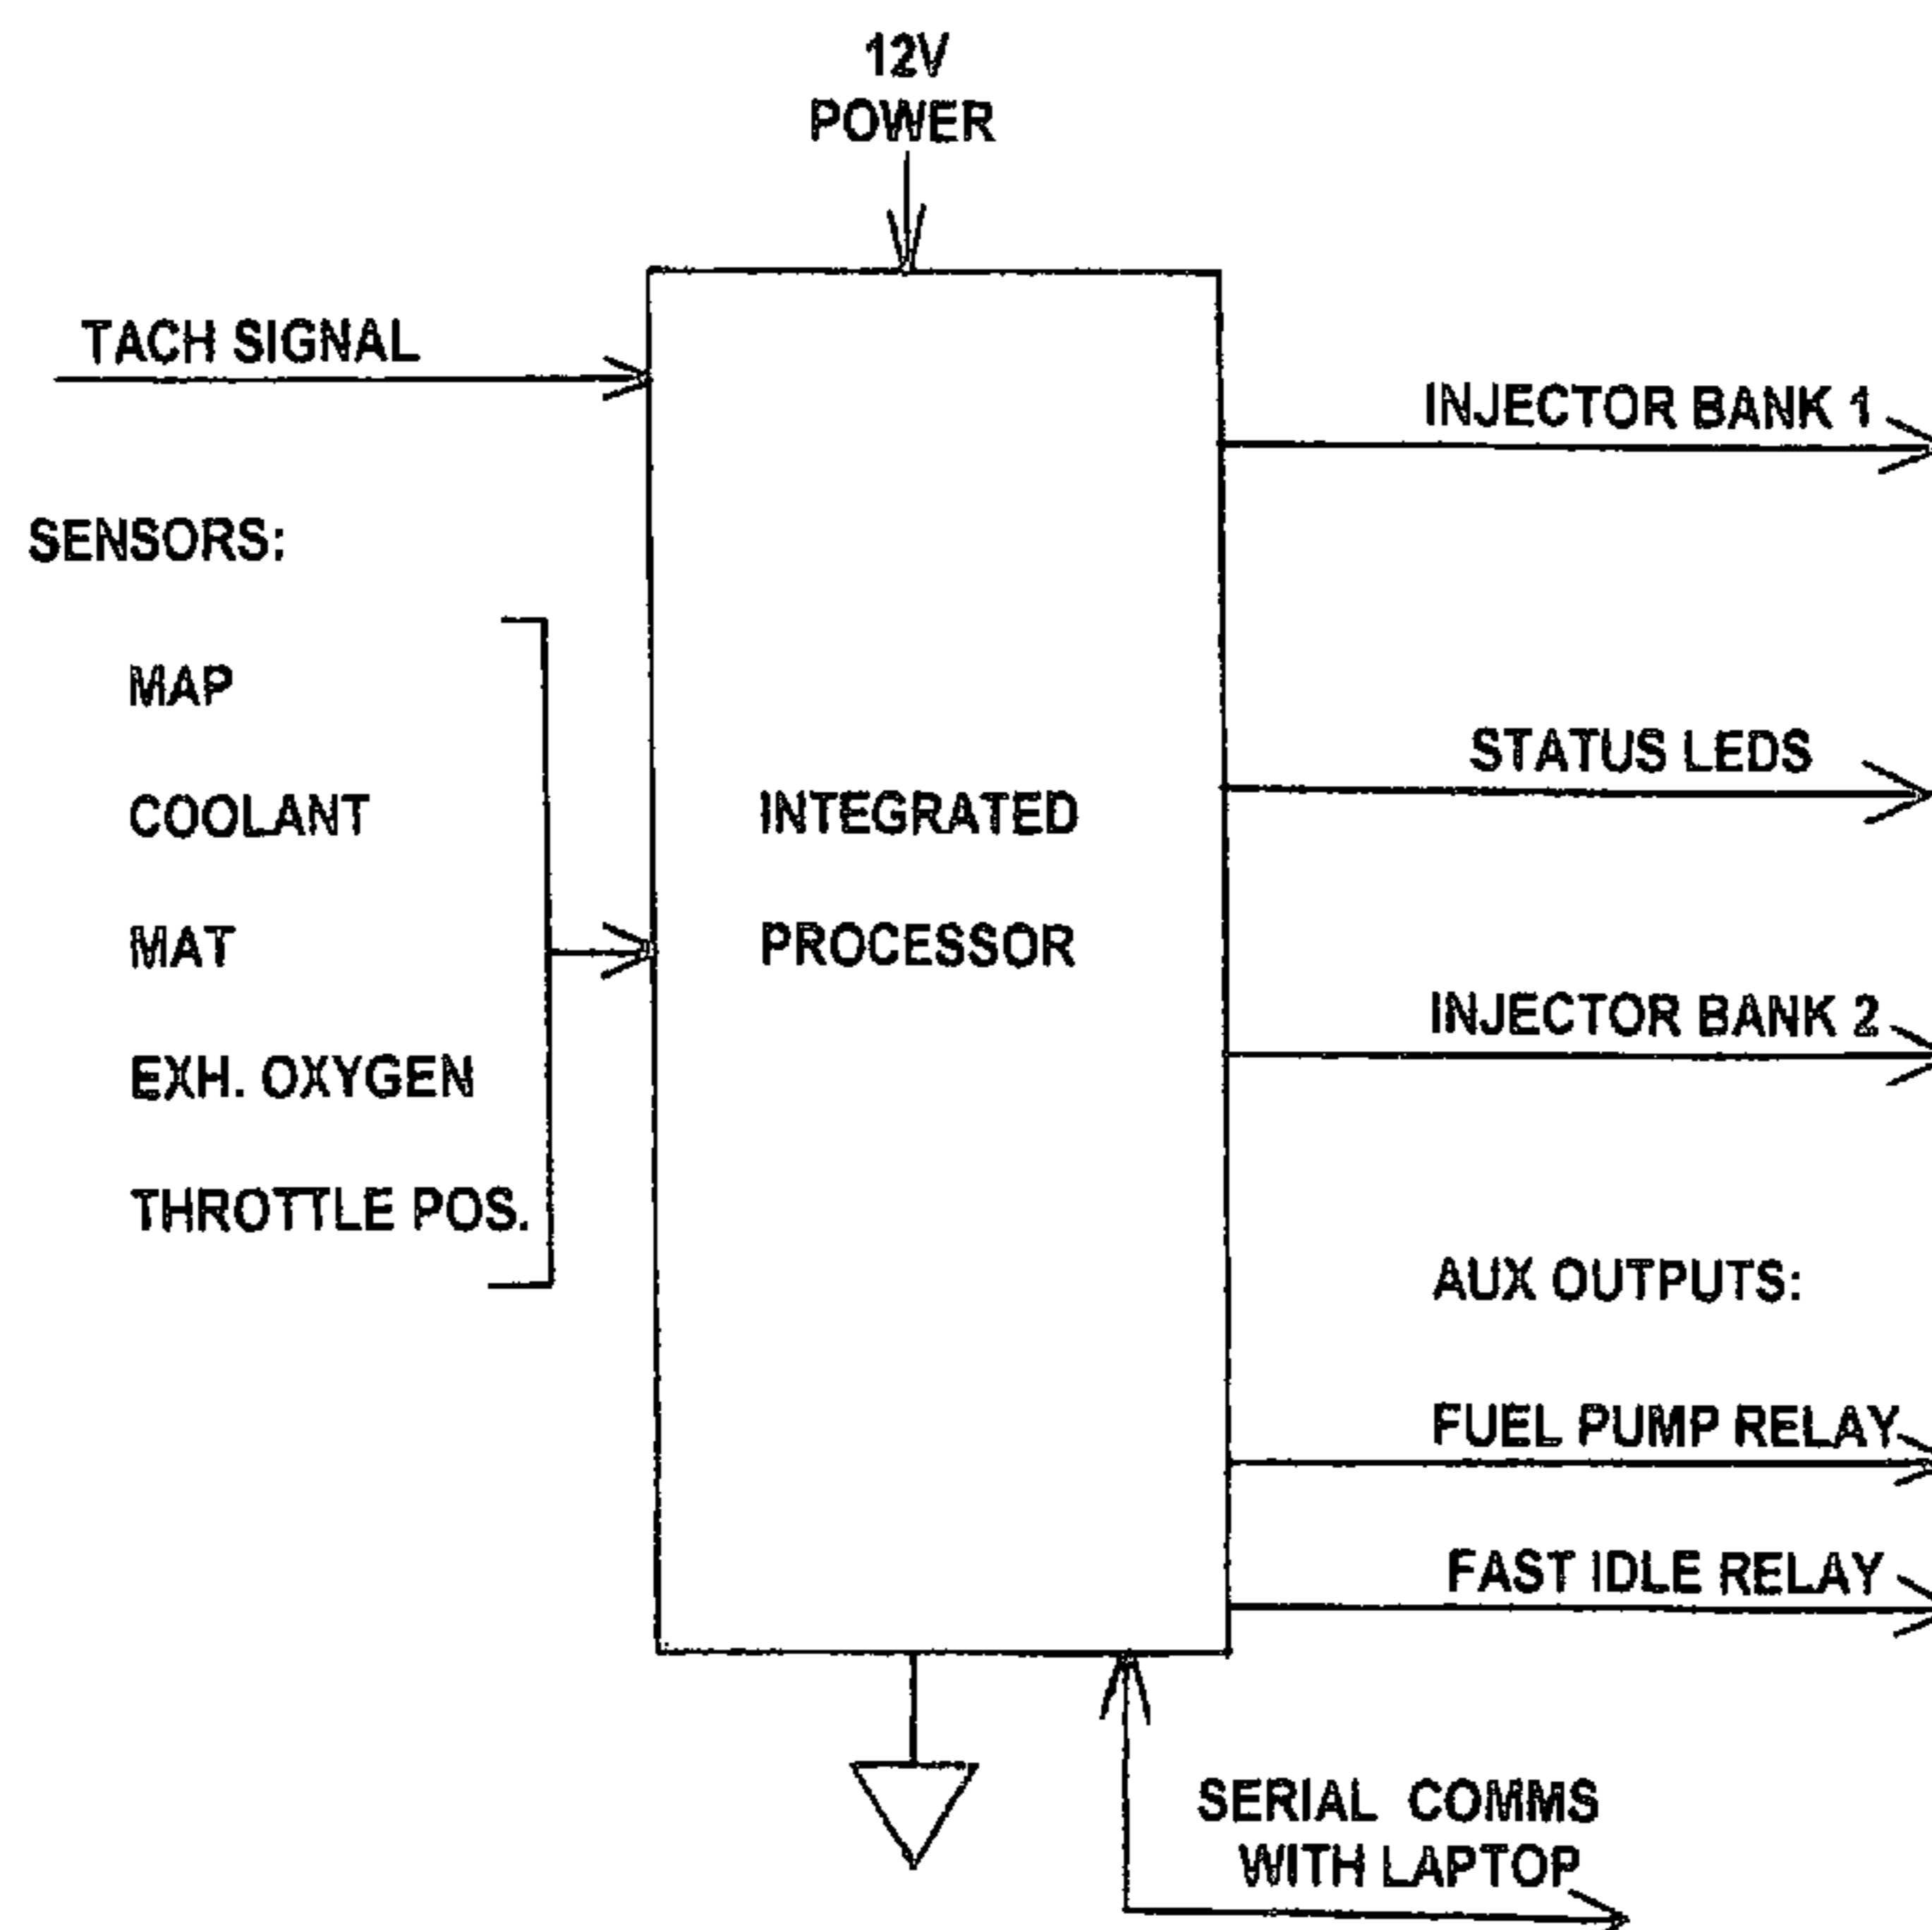 12V
POWER
TACH SIGNAL
SENSORS:
MAP
COOLANT
MAT
EXH. OXYGEN
THROTTLE POS.
INTEGRATED
PROCESSOR
INJECTOR BANK 1
STATUS LEDS
INJECTOR BANK 2
AUX OUTPUTS:
FUEL PUMP RELAY
FAST IDLE RELAY
SERIAL COMMS
WITH LAPTOP